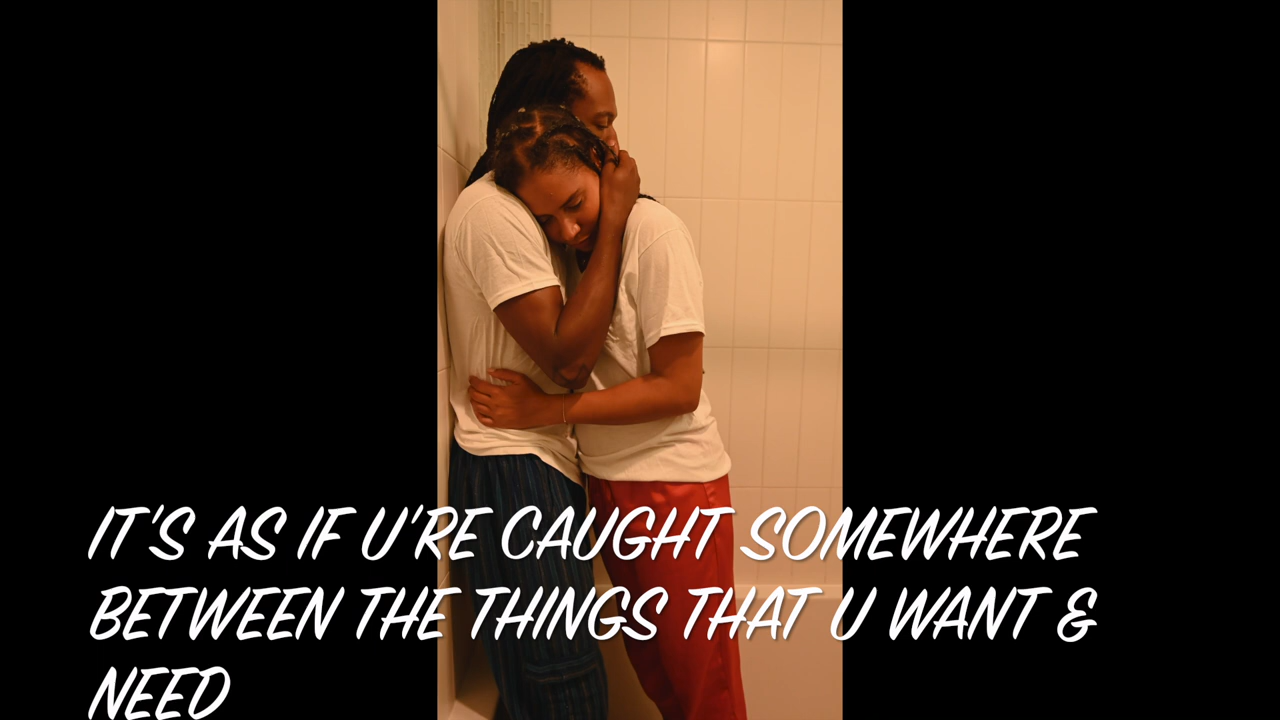 IT'S AS IF U'RE CAUGHT SOMEWHERE
BETWEEN THE THINGS THAT U WANT &
NEED